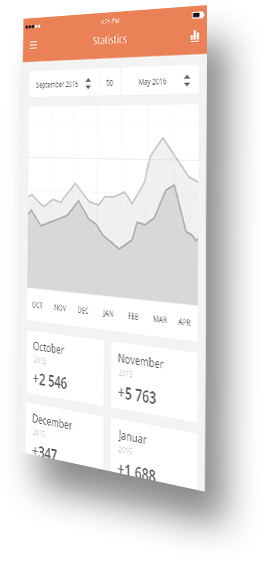 4:21 PM
Statistics
September 2015 to May 2016
OCT NOV DEC JAN FEB MAR APR
October
2015
+2 546
November
2015
+5 763
December
2015
+347
Januar
2016
+1 688